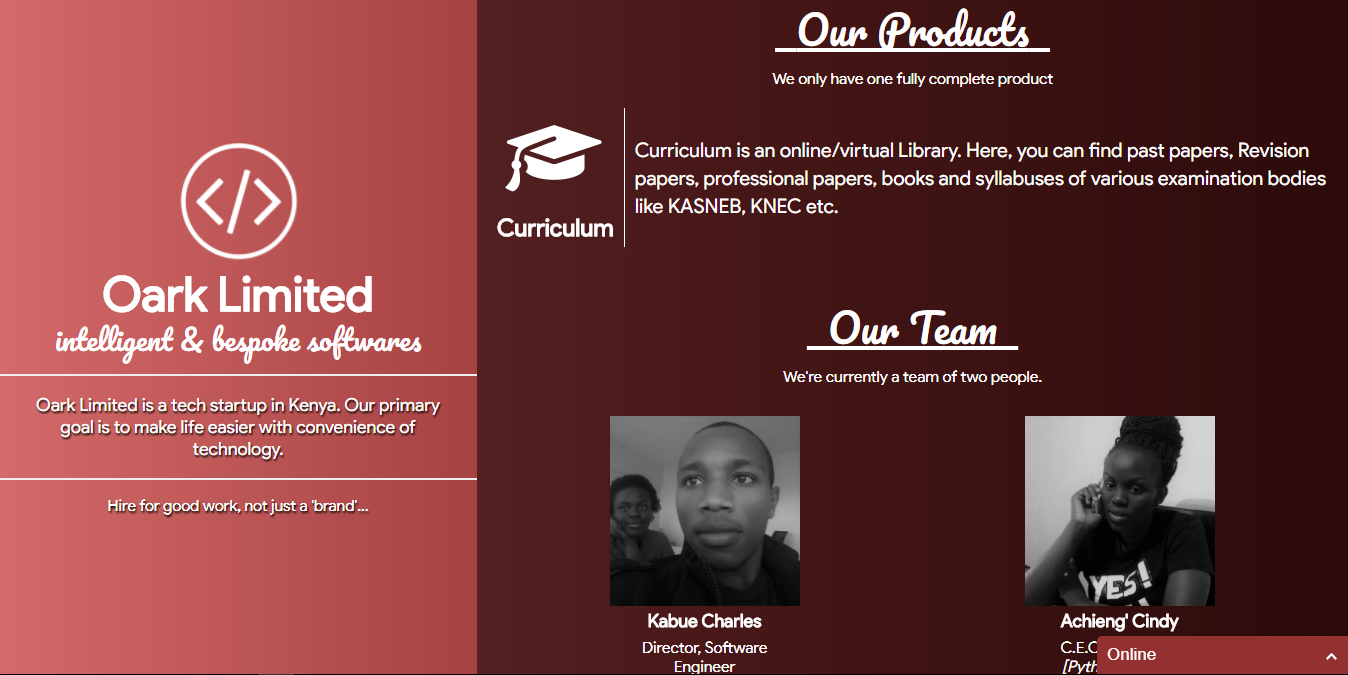 Oark Limited
intelligent & bespoke softwares
Oark Limited is a tech startup in Kenya. Our primary
goal is to make life easier with convenience of
technology.
Hire for good work, not just a 'brand'...
Our Products
We only have one fully complete product
Curriculum
Curriculum is an online/virtual Library. Here, you can find past papers, Revision
papers, professional papers, books and syllabuses of various examination bodies
like KASNEB, KNEC etc.
Our Team
We're currently a team of two people.
YES!
Kabue Charles
Director, Software
Engineer
Achieng' Cindy
Online